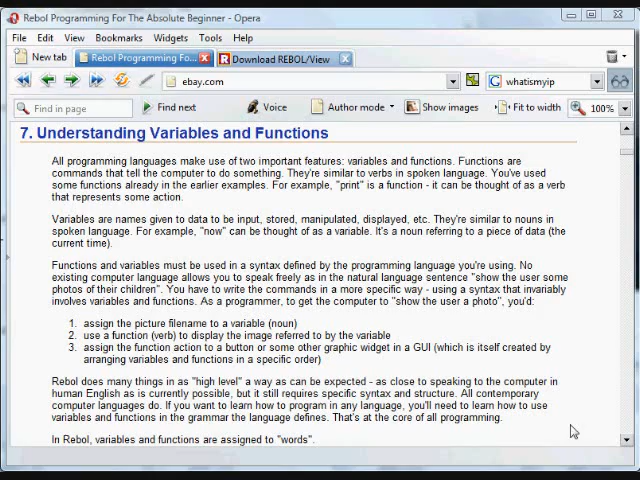 Rebol Programming For The Absolute Beginner - Opera
File Edit View Bookmarks Widgets Tools Help
New tab Rebol Programming For... Download REBOL/View
ebay.com whatismyip
Find in page Find next Voice Author mode Show images Fit to width 100%
7. Understanding Variables and Functions
All programming languages make use of two important features: variables and functions. Functions are
commands that tell the computer to do something. They're similar to verbs in spoken language. You've used
some functions already in the earlier examples. For example, "print" is a function - it can be thought of as a verb
that represents some action.
Variables are names given to data to be input, stored, manipulated, displayed, etc. They're similar to nouns in
spoken language. For example, "now" can be thought of as a variable. It's a noun referring to a piece of data (the
current time).
Functions and variables must be used in a syntax defined by the programming language you're using. No
existing computer language allows you to speak freely as in the natural language sentence "show the user some
photos of their children". You have to write the commands in a more specific way - using a syntax that invariably
involves variables and functions. As a programmer, to get the computer to "show the user a photo", you'd:
1. assign the picture filename to a variable (noun)
2. use a function (verb) to display the image referred to by the variable
3. assign the function action to a button or some other graphic widget in a GUI (which is itself created by
arranging variables and functions in a specific order)
Rebol does many things in as "high level" a way as can be expected - as close to speaking to the computer in
human English as is currently possible, but it still requires specific syntax and structure. All contemporary
computer languages do. If you want to learn how to program in any language, you'll need to learn how to use
variables and functions in the grammar the language defines. That's at the core of all programming.
In Rebol, variables and functions are assigned to "words".